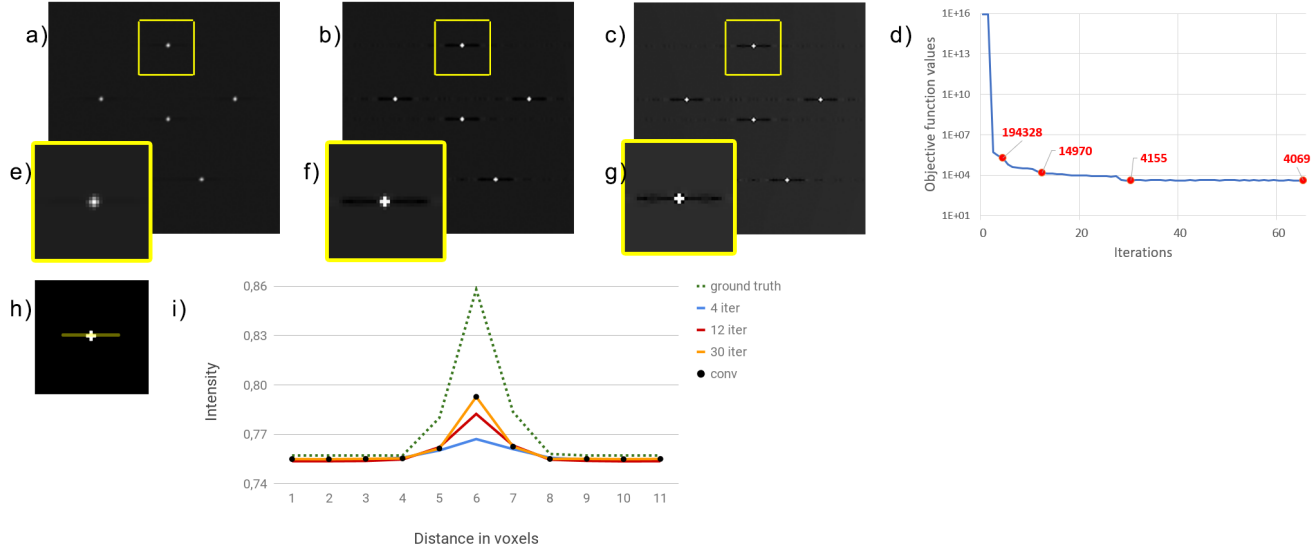 a)
b)
c)
d)
1E+16
1E+13
1E+10
1E+07
1E+04
1E+01
Objective function values
194328
14970
4155
4069
0
20
40
60
Iterations
e)
f)
g)
h)
i)
0,86
0,83
0,80
0,77
0,74
Intensity
1
2
3
4
5
6
7
8
9
10
11
Distance in voxels
ground truth
4 iter
12 iter
30 iter
conv